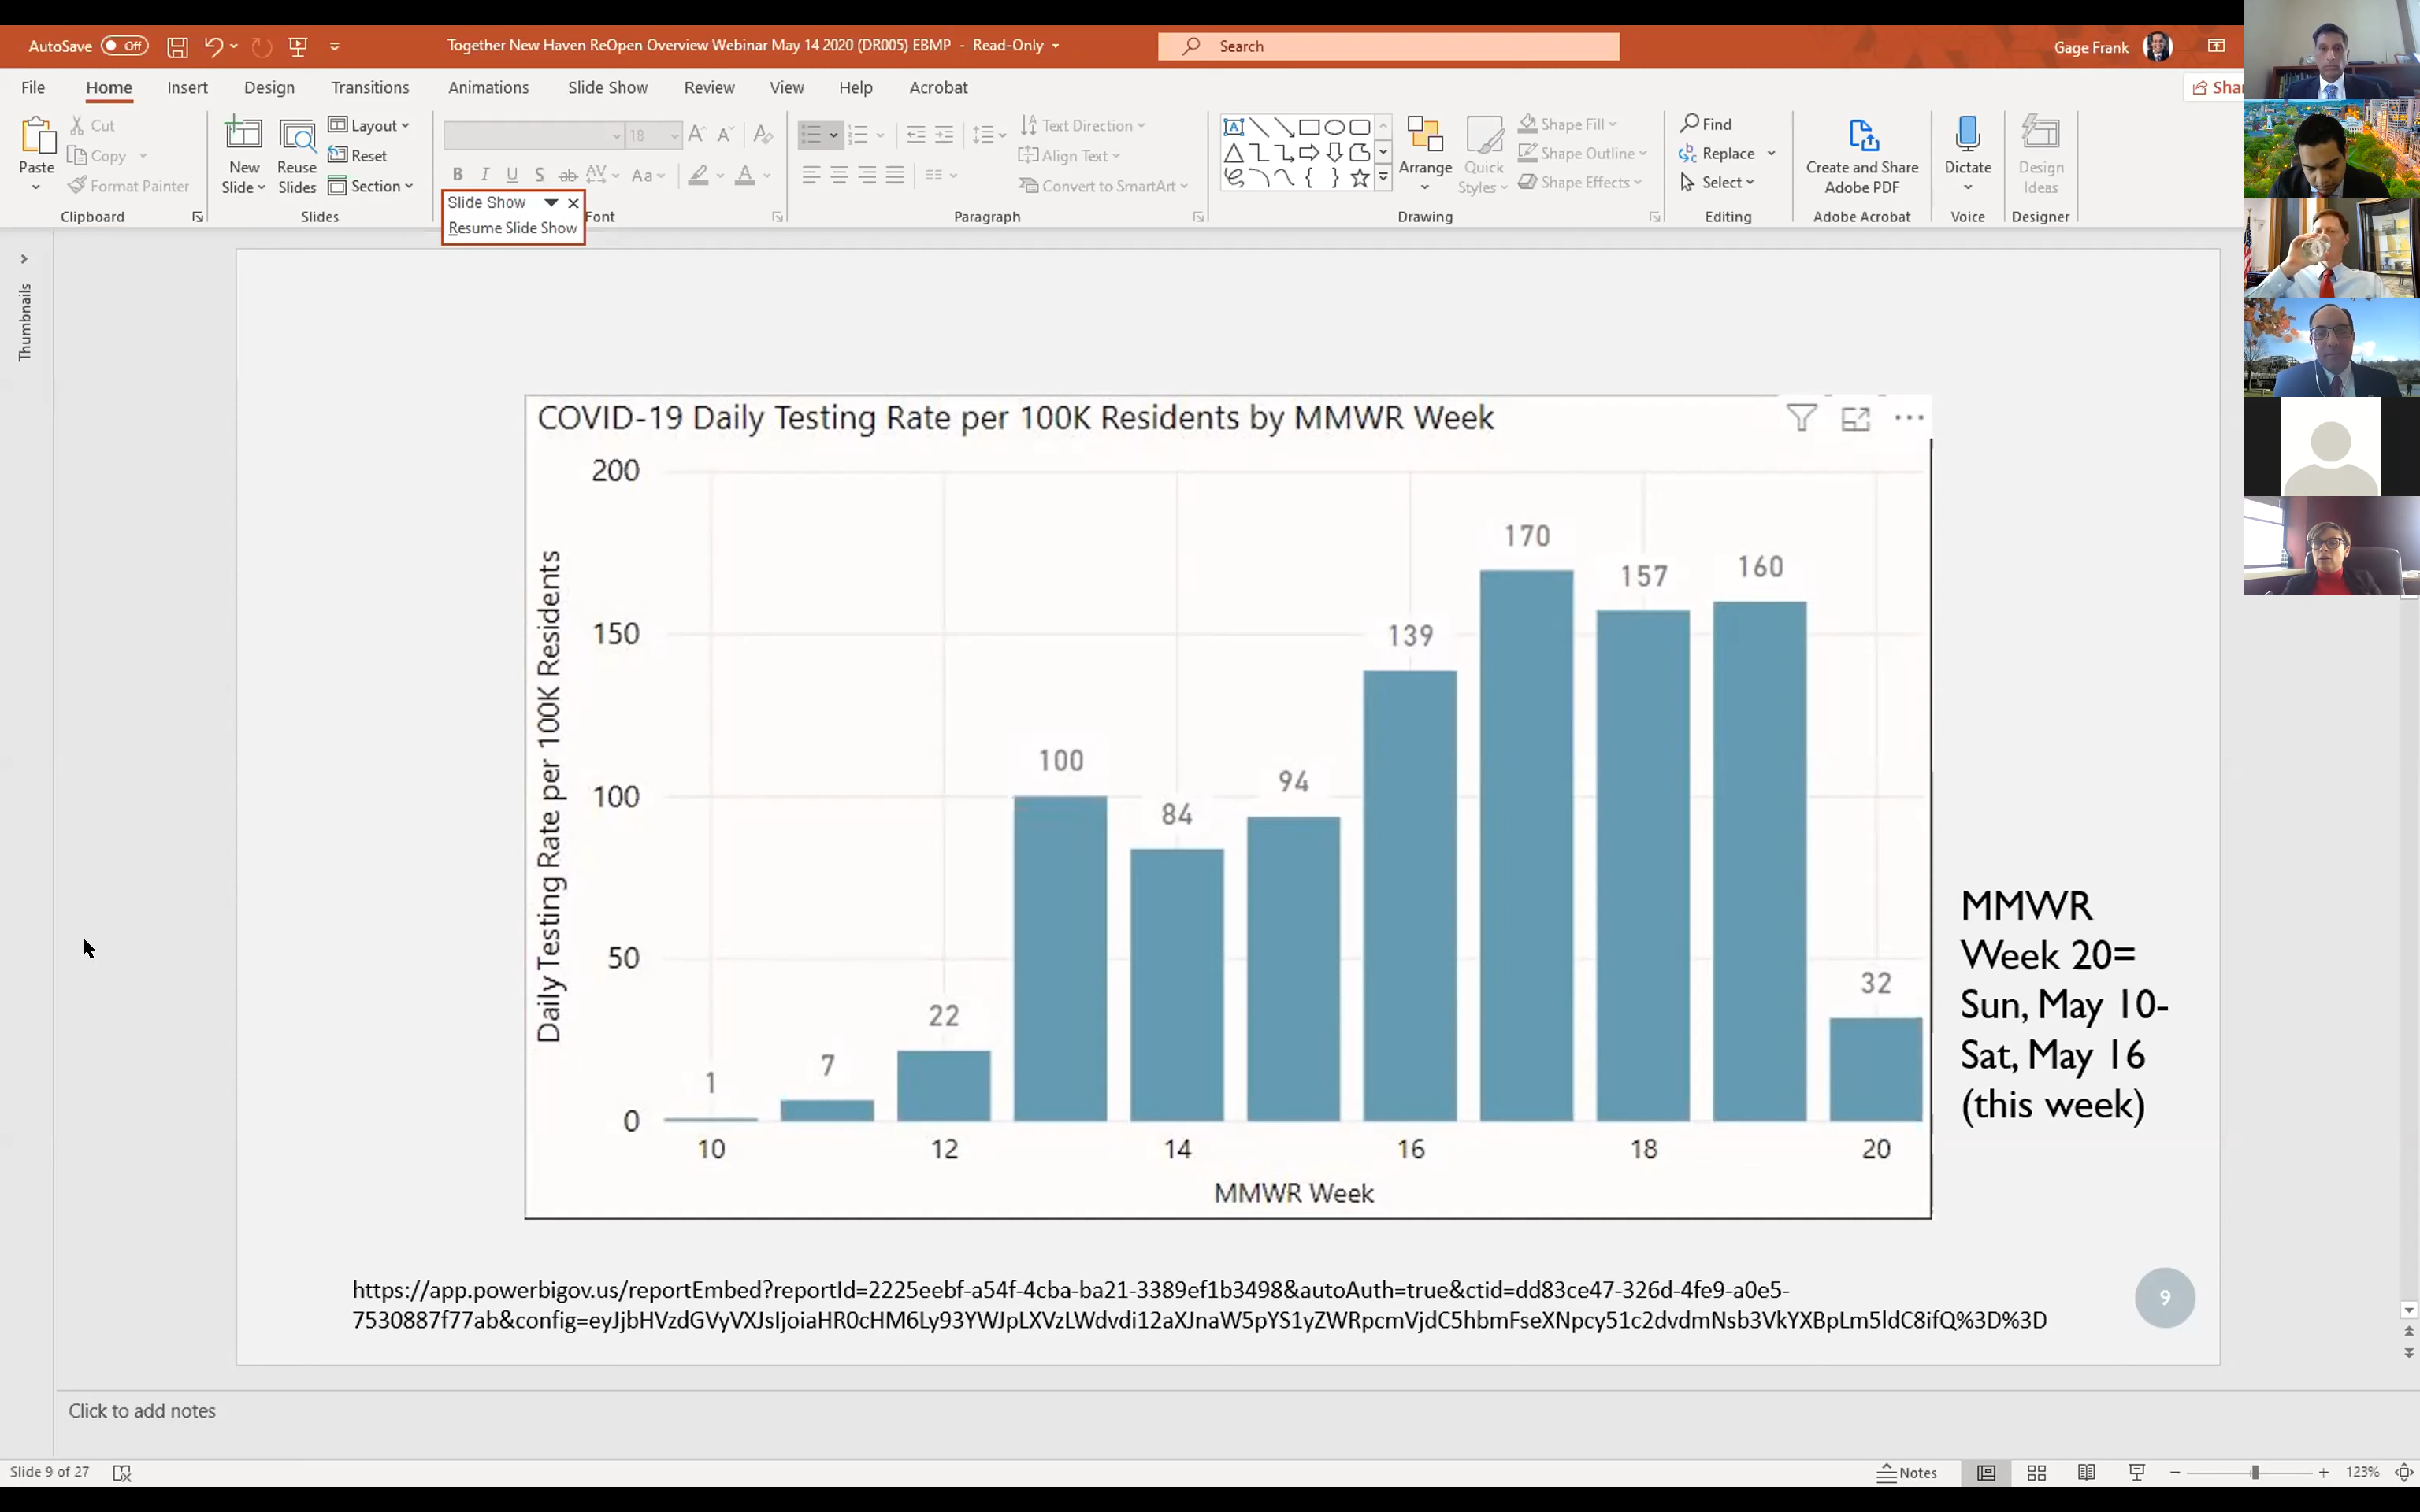 AutoSave Off
Together New Haven ReOpen Overview Webinar May 14 2020 (DR005) EBMP - Read-Only
Search
Gage Frank
File Home Insert Design Transitions Animations Slide Show Review View Help Acrobat
Share
Paste
Cut
Copy
Format Painter
Clipboard
New Slide
Reuse Slides
Layout
Reset
Section
Slides
18
Font
Slide Show
Resume Slide Show
Text Direction
Align Text
Convert to SmartArt
Paragraph
Arrange
Quick Styles
Shape Fill
Shape Outline
Shape Effects
Drawing
Find
Replace
Select
Editing
Create and Share
Adobe PDF
Adobe Acrobat
Dictate
Voice
Design Ideas
Designer
Thumbnails
COVID-19 Daily Testing Rate per 100K Residents by MMWR Week
Daily Testing Rate per 100K Residents
200
150
100
50
0
1
7
22
100
84
94
139
170
157
160
32
10 12 14 16 18 20
MMWR Week
MMWR
Week 20=
Sun, May 10-
Sat, May 16
(this week)
https://app.powerbigov.us/reportEmbed?reportId=2225eebf-a54f-4cba-ba21-3389ef1b3498&autoAuth=true&ctid=dd83ce47-326d-4fe9-a0e5-
7530887f77ab&config=eyJjbHVzdGVyVXJsIjoiaHR0cHM6Ly93YWJpLXVzLWdvdi12aXJnaW5pYS1yZWRpcmVjdC5hbmFseXNpcy51c2dvdmNsb3VkYXBpLm5ldC8ifQ%3D%3D
9
Click to add notes
Slide 9 of 27
Notes
123%